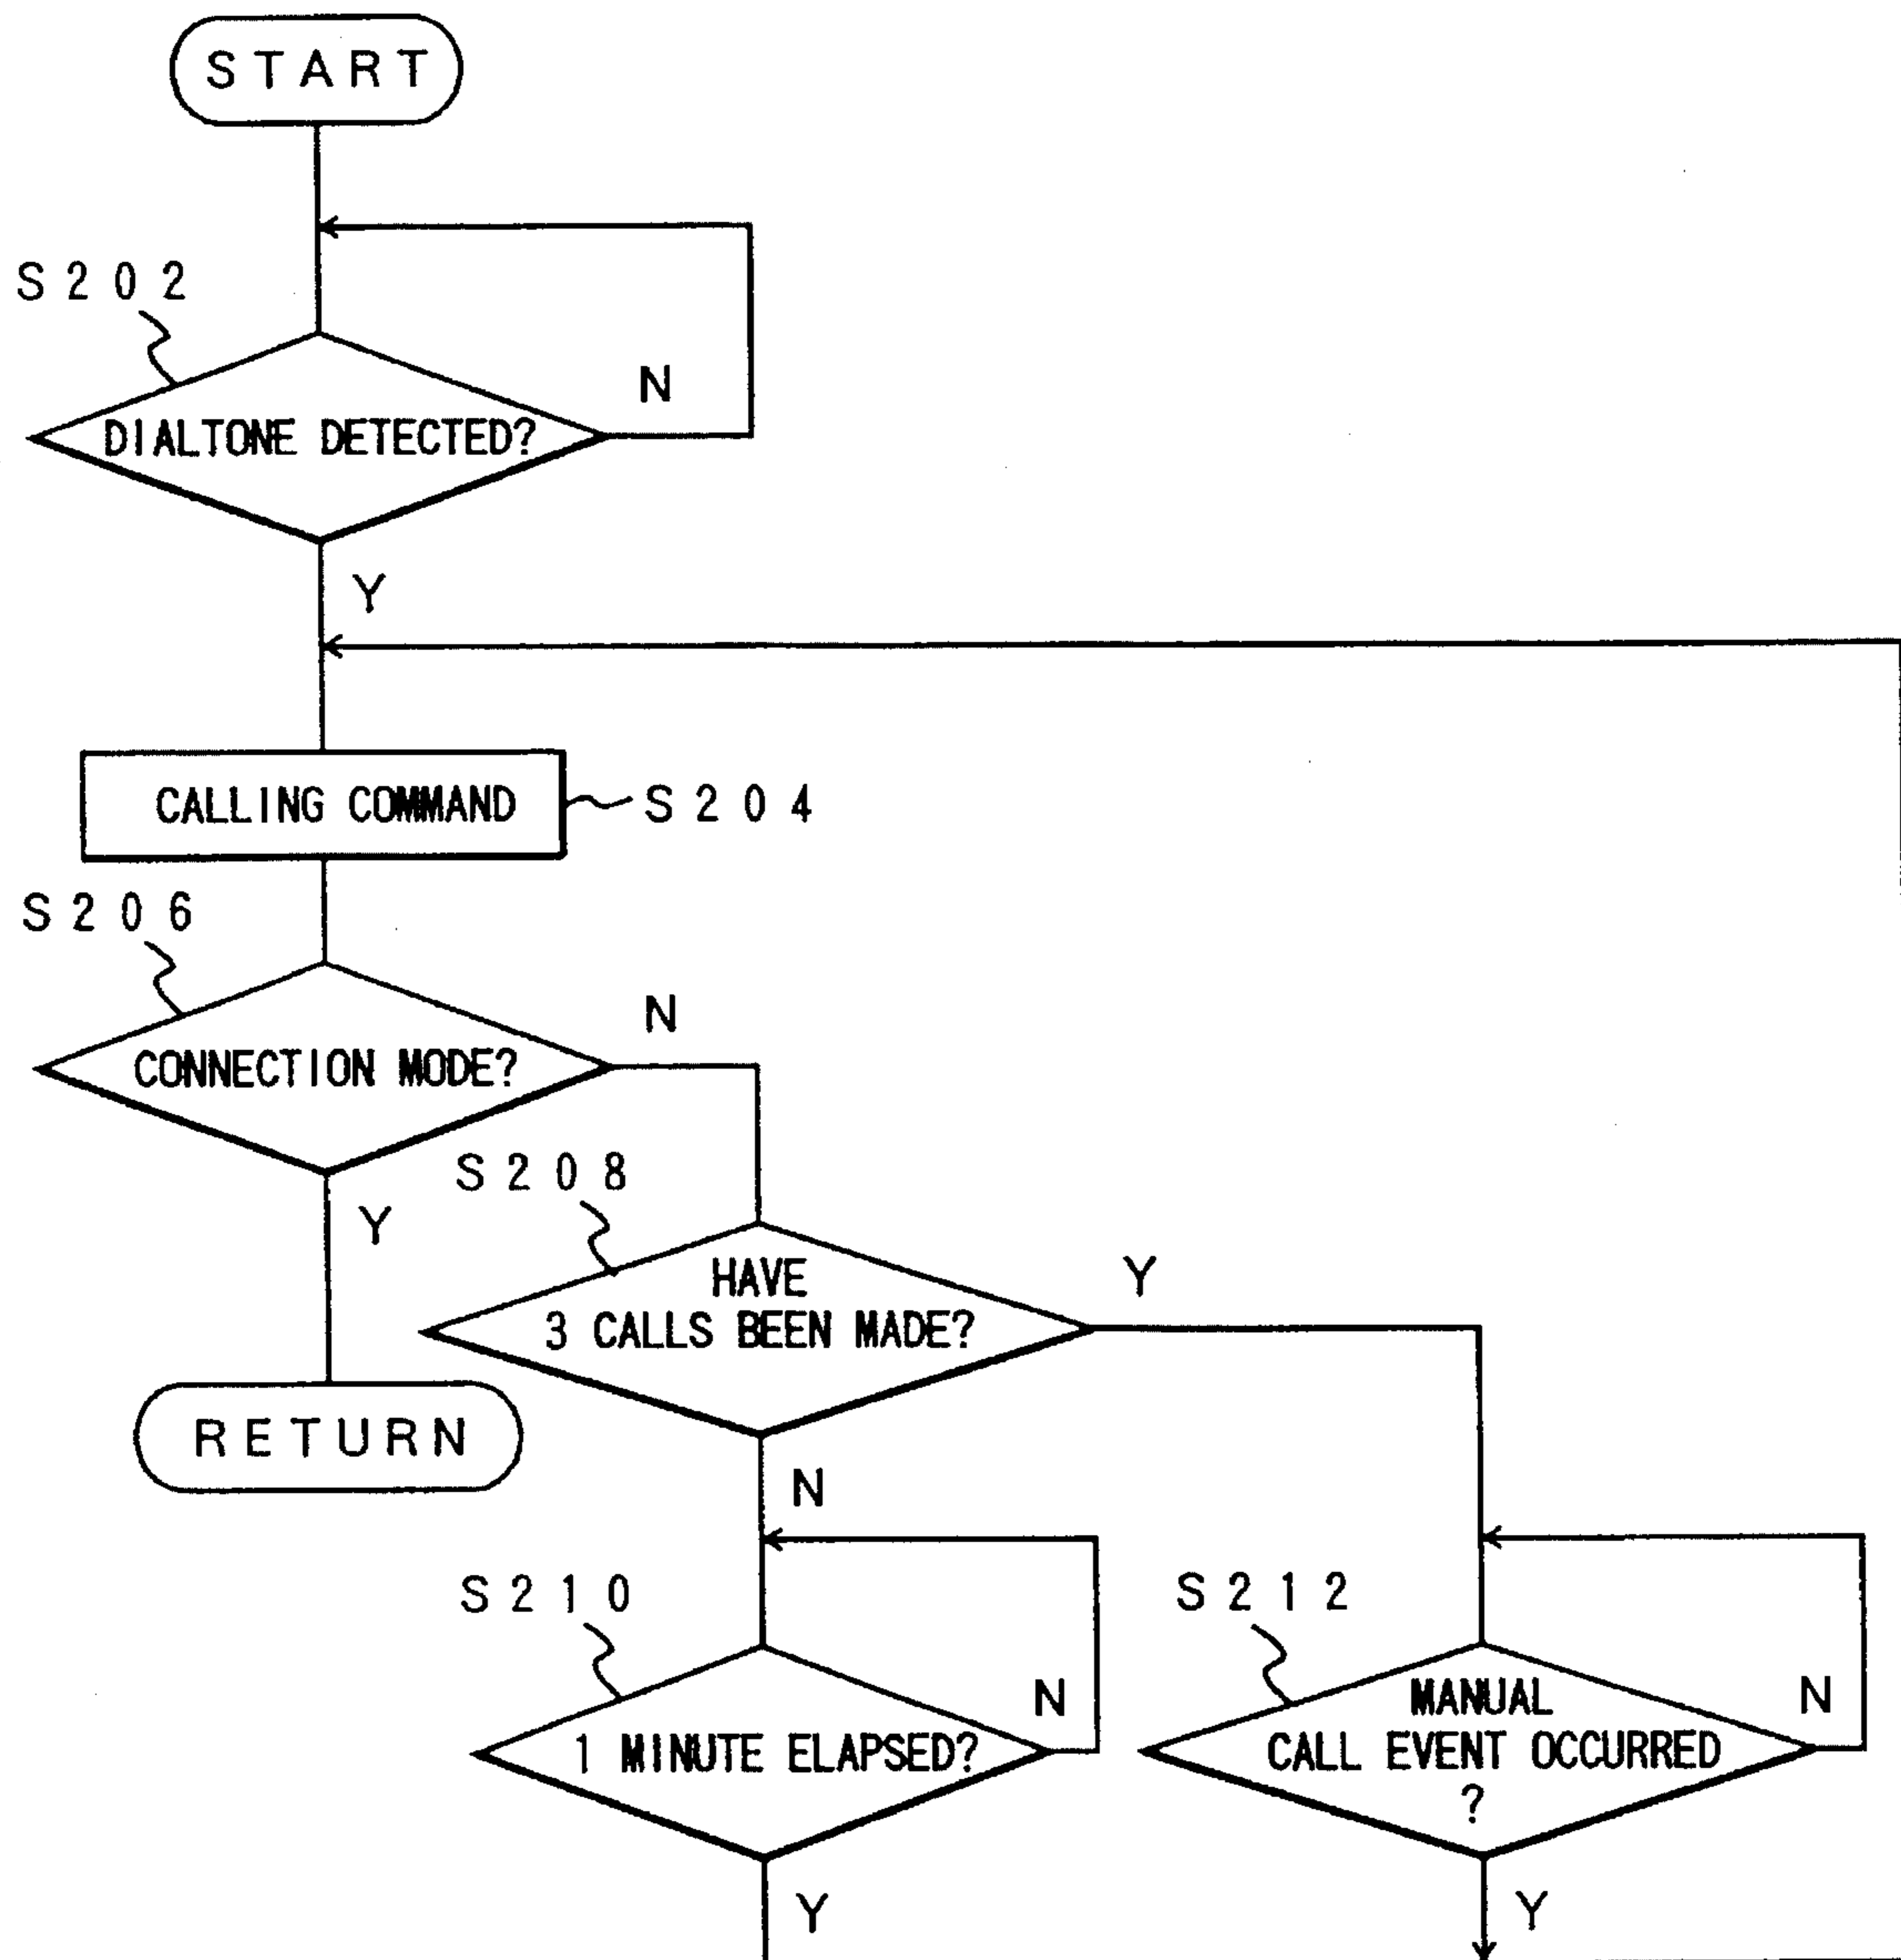 START
S202
N
DIALTONE DETECTED?
Y
CALLING COMMAND
S204
S206
N
CONNECTION MODE?
Y
S208
HAVE
3 CALLS BEEN MADE?
Y
RETURN
N
S210
1 MINUTE ELAPSED?
N
Y
S212
MANUAL
CALL EVENT OCCURRED
?
N
Y